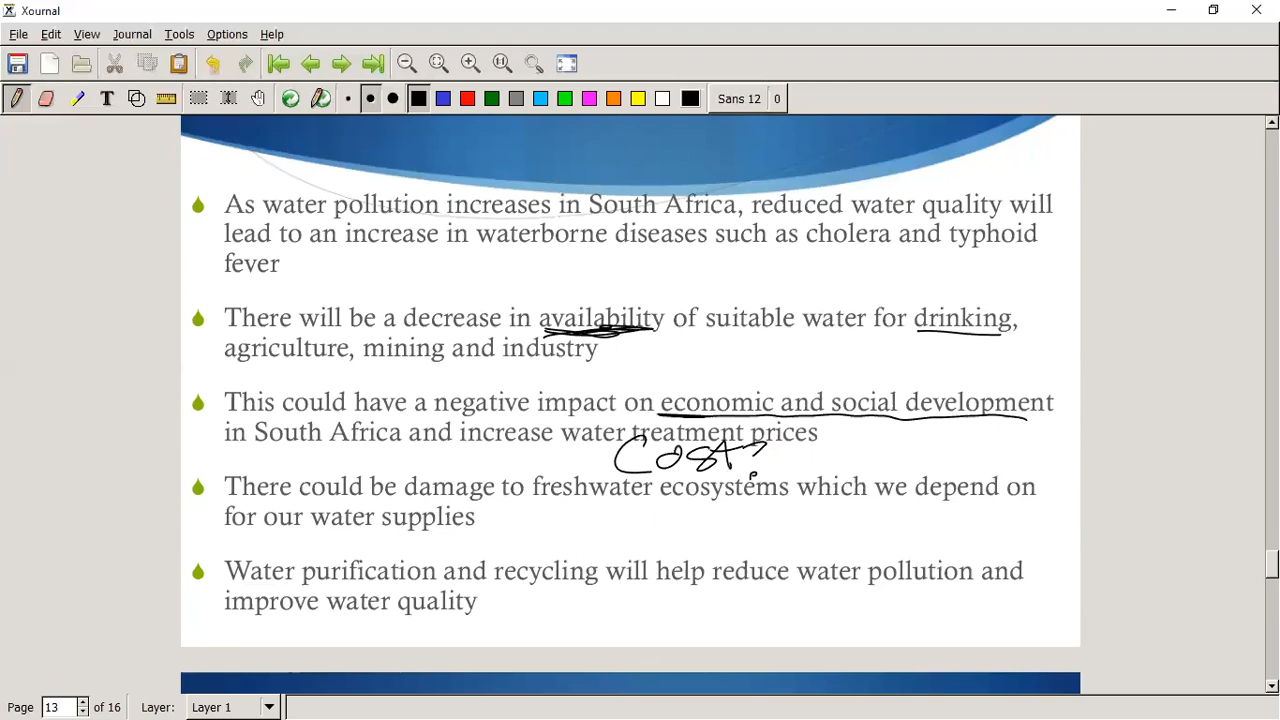 Xournal
File Edit View Journal Tools Options Help
Sans 12 0
As water pollution increases in South Africa, reduced water quality will
lead to an increase in waterborne diseases such as cholera and typhoid
fever
There will be a decrease in availability of suitable water for drinking,
agriculture, mining and industry
This could have a negative impact on economic and social development
in South Africa and increase water treatment prices
Cost?
There could be damage to freshwater ecosystems which we depend on
for our water supplies
Water purification and recycling will help reduce water pollution and
improve water quality
Page 13 of 16 Layer: Layer 1